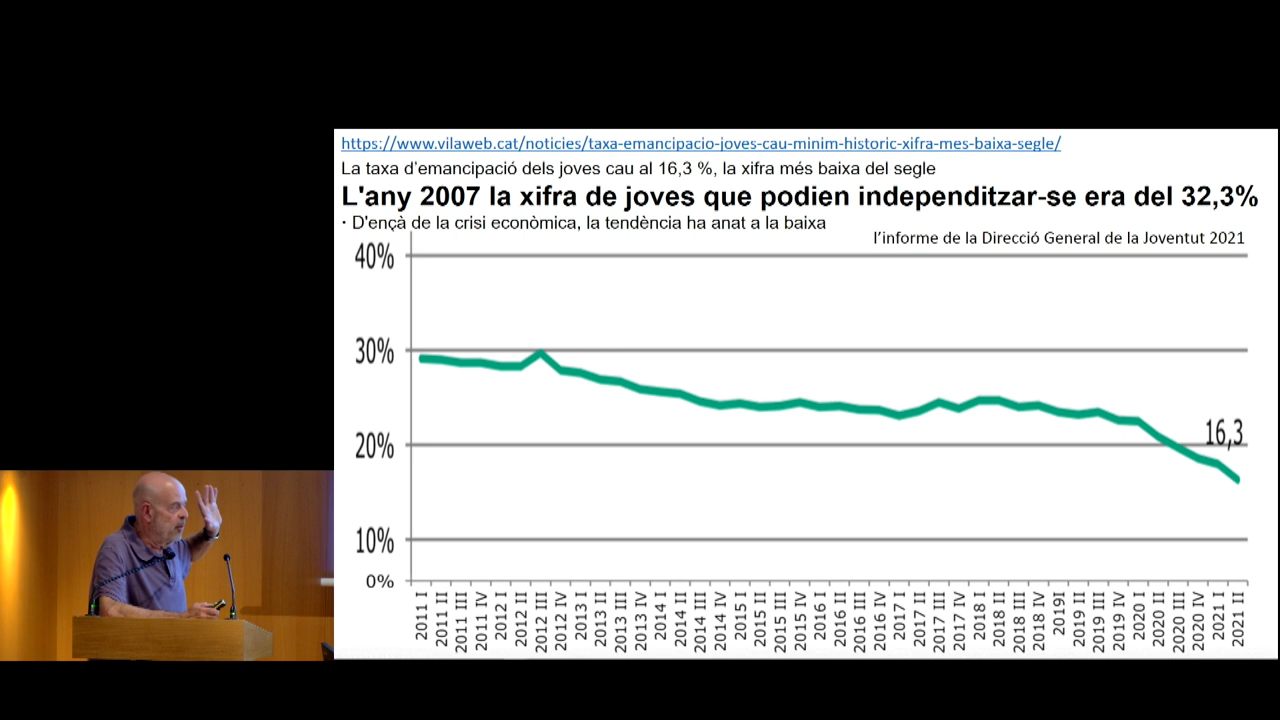 https://www.vilaweb.cat/noticies/taxa-emancipacio-joves-cau-minim-historic-xifra-mes-baixa-segle/
La taxa d'emancipació dels joves cau al 16,3 %, la xifra més baixa del segle
L'any 2007 la xifra de joves que podien independitzar-se era del 32,3%
· D'ençà de la crisi econòmica, la tendència ha anat a la baixa
l'informe de la Direcció General de la Joventut 2021
40%
30%
20%
10%
0%
16,3
2011 I
2011 II
2011 III
2011 IV
2012 I
2012 II
2012 III
2012 IV
2013 I
2013 II
2013 III
2013 IV
2014 I
2014 II
2014 III
2014 IV
2015 I
2015 II
2015 III
2015 IV
2016 I
2016 II
2016 III
2016 IV
2017 I
2017 II
2017 III
2017 IV
2018 I
2018 II
2018 III
2018 IV
2019I
2019 II
2019 III
2019 IV
2020 I
2020 II
2020 III
2020 IV
2021 I
2021 II